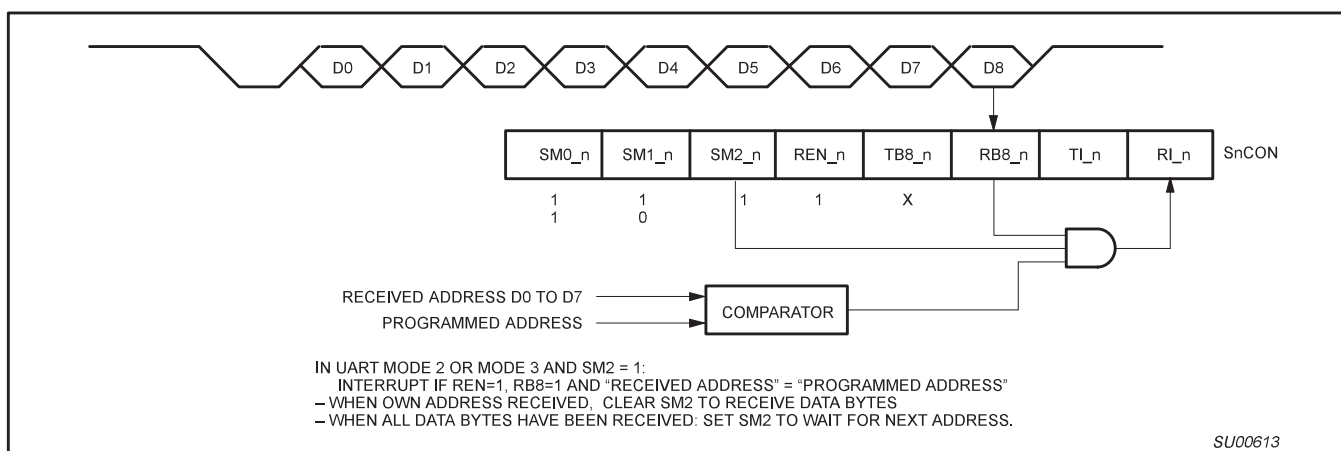 D0 D1 D2 D3 D4 D5 D6 D7 D8
SM0_n SM1_n SM2_n REN_n TB8_n RB8_n TI_n RI_n SnCON
1 1 1 1 X
1 0
RECEIVED ADDRESS D0 TO D7
PROGRAMMED ADDRESS
COMPARATOR
IN UART MODE 2 OR MODE 3 AND SM2 = 1:
INTERRUPT IF REN=1, RB8=1 AND “RECEIVED ADDRESS” = “PROGRAMMED ADDRESS”
– WHEN OWN ADDRESS RECEIVED, CLEAR SM2 TO RECEIVE DATA BYTES
– WHEN ALL DATA BYTES HAVE BEEN RECEIVED: SET SM2 TO WAIT FOR NEXT ADDRESS.
SU00613